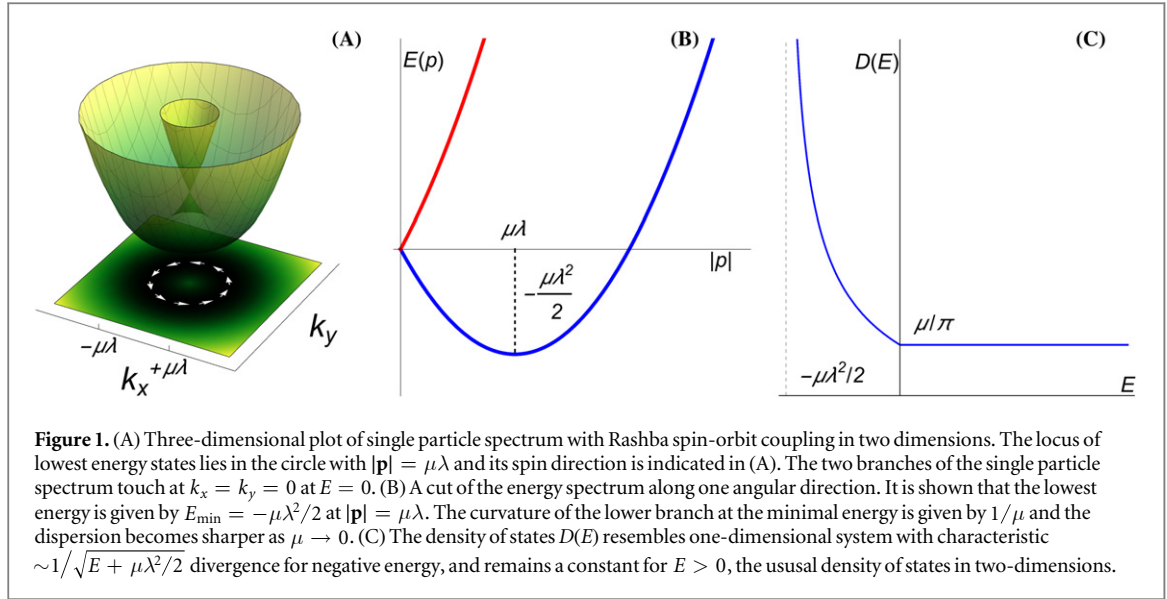 (A)
(B)
(C)
E(p)
D(E)
μλ
|p|
-μλ²/2
μ/π
-μλ²/2
E
-μλ
+μλ
kₓ
k_y
Figure 1. (A) Three-dimensional plot of single particle spectrum with Rashba spin-orbit coupling in two dimensions. The locus of
lowest energy states lies in the circle with |p| = μλ and its spin direction is indicated in (A). The two branches of the single particle
spectrum touch at kₓ = k_y = 0 at E = 0. (B) A cut of the energy spectrum along one angular direction. It is shown that the lowest
energy is given by E_min = −μλ²/2 at |p| = μλ. The curvature of the lower branch at the minimal energy is given by 1/μ and the
dispersion becomes sharper as μ → 0. (C) The density of states D(E) resembles one-dimensional system with characteristic
∼1/√(E + μλ²/2) divergence for negative energy, and remains a constant for E > 0, the ususal density of states in two-dimensions.